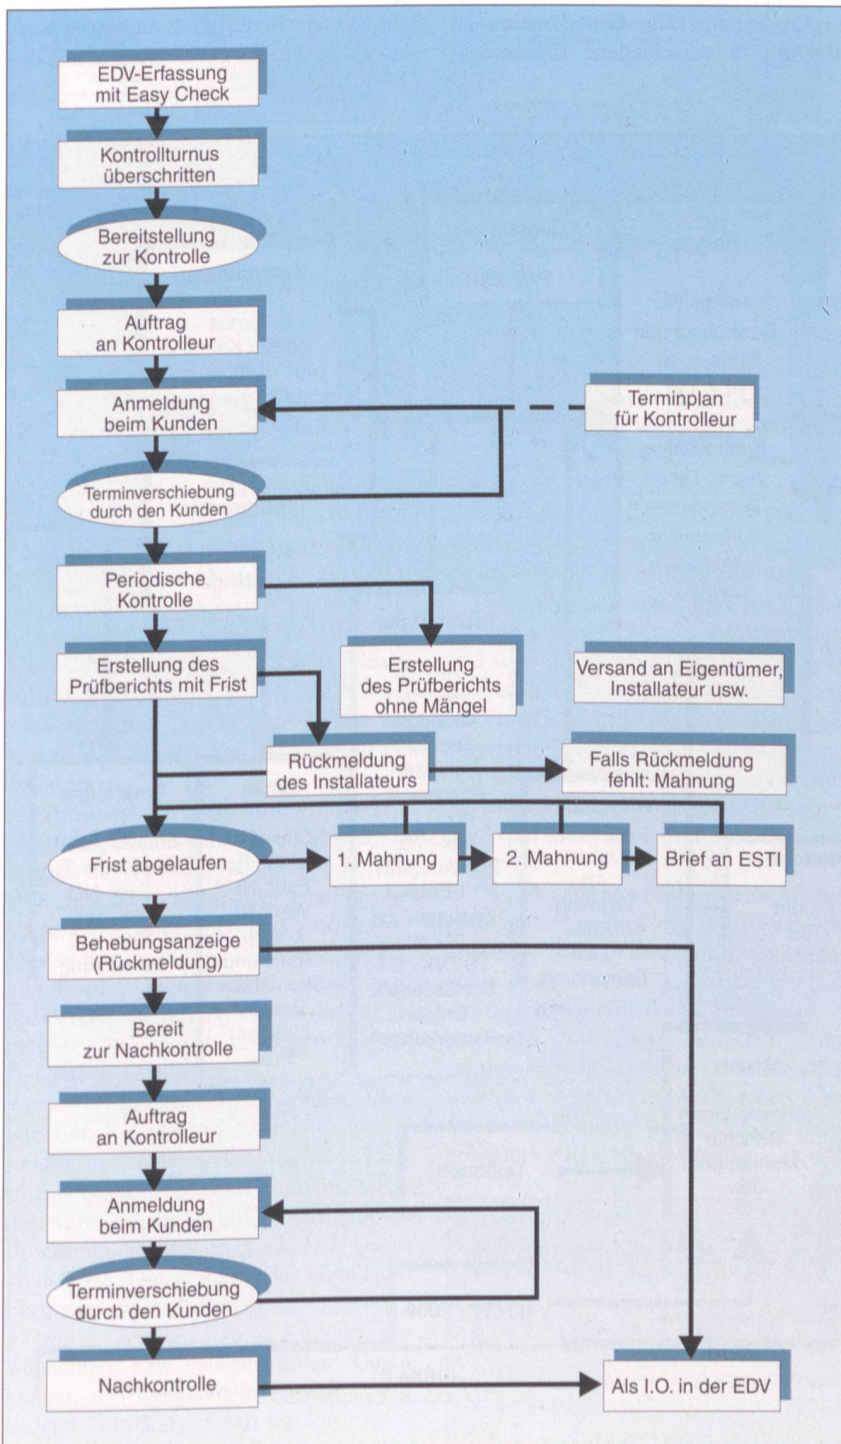 EDV-Erfassung
mit Easy Check
Kontrollturnus
überschritten
Bereitstellung
zur Kontrolle
Auftrag
an Kontrolleur
Anmeldung
beim Kunden
Terminplan
für Kontrolleur
Terminverschiebung
durch den Kunden
Periodische
Kontrolle
Erstellung des
Prüfberichts mit Frist
Erstellung
des Prüfberichts
ohne Mängel
Versand an Eigentümer,
Installateur usw.
Rückmeldung
des Installateurs
Falls Rückmeldung
fehlt: Mahnung
Frist abgelaufen
1. Mahnung
2. Mahnung
Brief an ESTI
Behebungsanzeige
(Rückmeldung)
Bereit
zur Nachkontrolle
Auftrag
an Kontrolleur
Anmeldung
beim Kunden
Terminverschiebung
durch den Kunden
Nachkontrolle
Als I.O. in der EDV